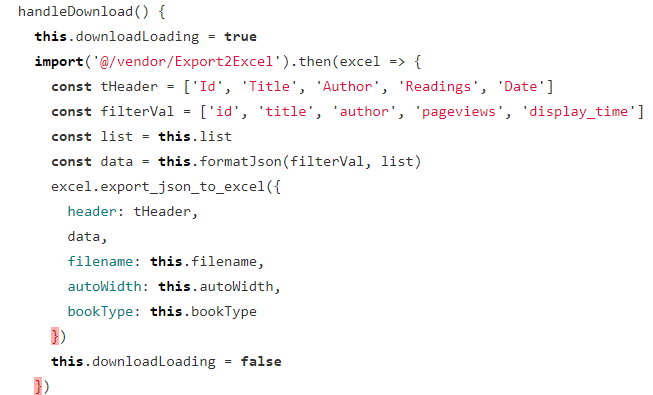 handleDownload() {
  this.downloadLoading = true
  import('@/vendor/Export2Excel').then(excel => {
    const tHeader = ['Id', 'Title', 'Author', 'Readings', 'Date']
    const filterVal = ['id', 'title', 'author', 'pageviews', 'display_time']
    const list = this.list
    const data = this.formatJson(filterVal, list)
    excel.export_json_to_excel({
      header: tHeader,
      data,
      filename: this.filename,
      autoWidth: this.autoWidth,
      bookType: this.bookType
    })
    this.downloadLoading = false
  })